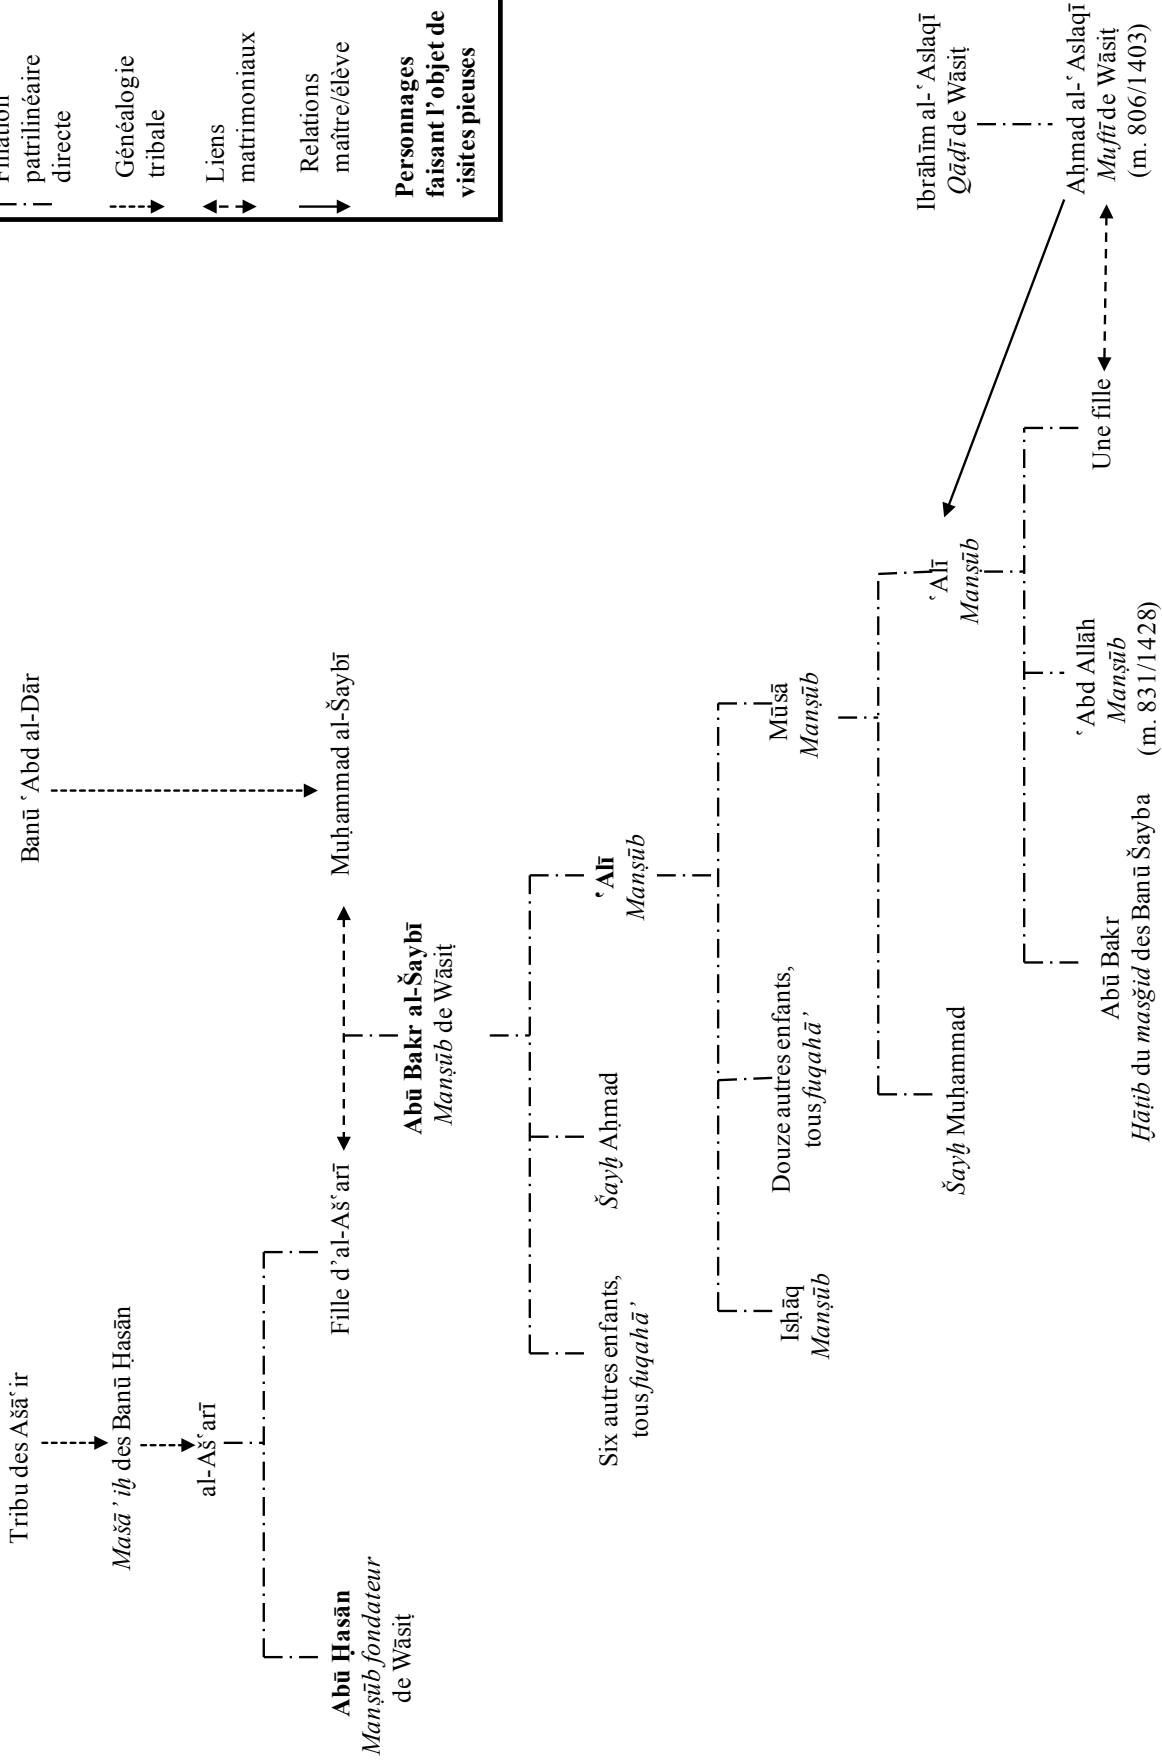 Filiation
patrilinéaire
directe
Généalogie
tribale
Liens
matrimoniaux
Relations
maître/élève
Personnages
faisant l’objet de
visites pieuses
Tribu des Ašāʿir
Banū ʿAbd al-Dār
Mašāʾiḫ des Banū Ḥasān
al-Ašʿarī
Abū Ḥasān
Manṣūb fondateur
de Wāsiṭ
Fille d’al-Ašʿarī
Muḥammad al-Šaybī
Abū Bakr al-Šaybī
Manṣūb de Wāsiṭ
Six autres enfants,
tous fuqahāʾ
Šayḫ Aḥmad
ʿAlī
Manṣūb
Isḥāq
Manṣūb
Douze autres enfants,
tous fuqahāʾ
Mūsā
Manṣūb
Šayḫ Muḥammad
ʿAlī
Manṣūb
Ibrāhīm al-ʿAslaqī
Qāḍī de Wāsiṭ
Abū Bakr
Ḫāṭib du masǧid des Banū Šayba
ʿAbd Allāh
Manṣūb
(m. 831/1428)
Une fille
Aḥmad al-ʿAslaqī
Muftī de Wāsiṭ
(m. 806/1403)